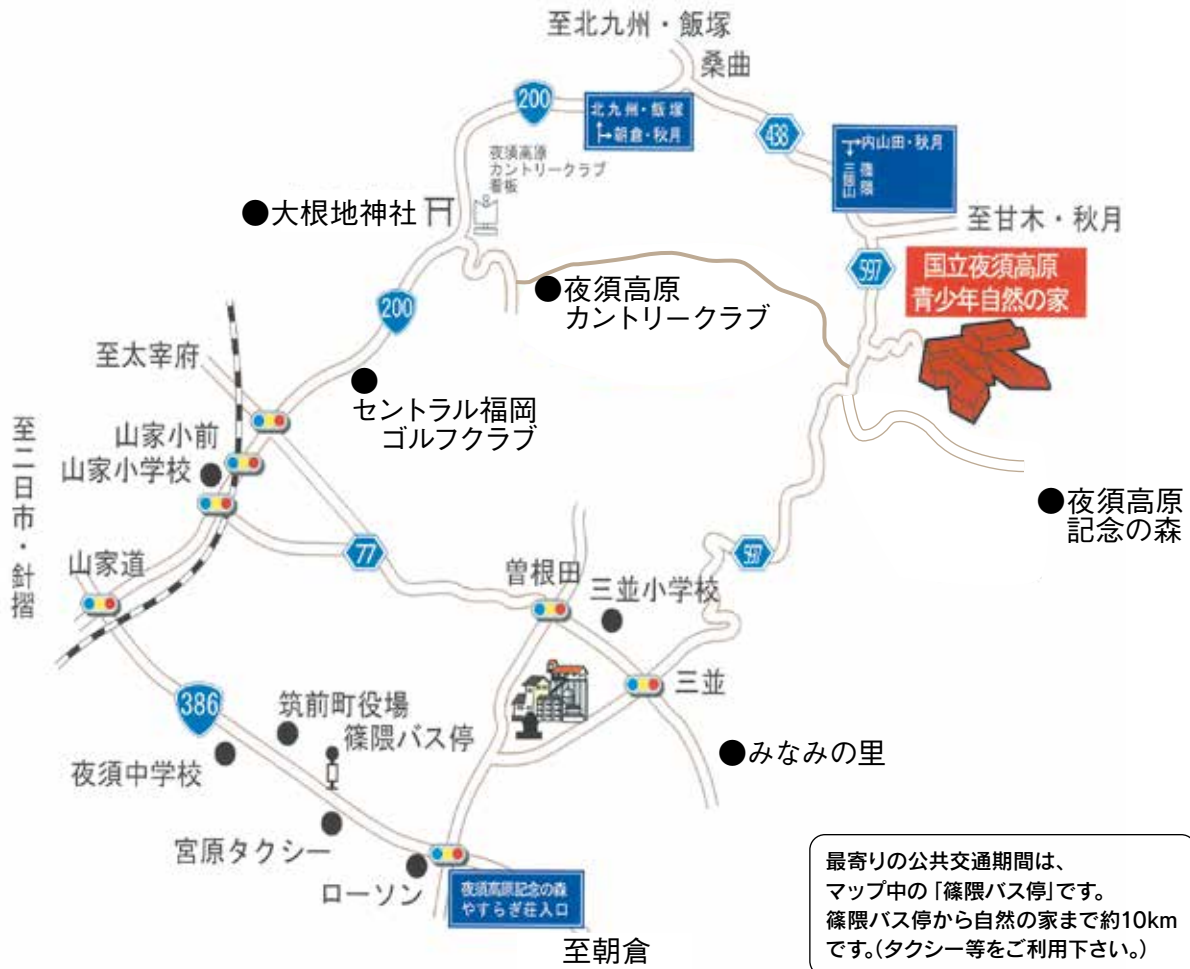 至北九州・飯塚
桑曲
200
北九州・飯塚
朝倉・秋月
438
内山田・秋月
篠隈
三箇山
夜須高原
カントリークラブ
看板
●大根地神社
至甘木・秋月
597
国立夜須高原
青少年自然の家
200
●夜須高原
カントリークラブ
至太宰府
セントラル福岡
ゴルフクラブ
山家小前
山家小学校
至二日市・針摺
●夜須高原
記念の森
山家道
77
597
曽根田
三並小学校
三並
386
筑前町役場
篠隈バス停
夜須中学校
●みなみの里
宮原タクシー
ローソン
夜須高原記念の森
やすらぎ荘入口
至朝倉
最寄りの公共交通期間は、
マップ中の「篠隈バス停」です。
篠隈バス停から自然の家まで約10km
です。(タクシー等をご利用下さい。)